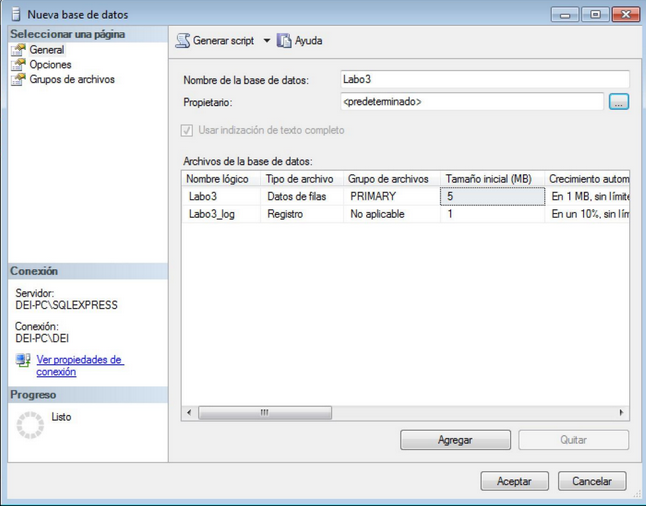 Nueva base de datos
Seleccionar una página
General
Opciones
Grupos de archivos
Generar script Ayuda
Nombre de la base de datos: Labo3
Propietario: <predeterminado> ...
Usar indización de texto completo
Archivos de la base de datos:
Nombre lógico Tipo de archivo Grupo de archivos Tamaño inicial (MB) Crecimiento autom
Labo3 Datos de filas PRIMARY 5 En 1 MB, sin límite
Labo3_log Registro No aplicable 1 En un 10%, sin lím
Conexión
Servidor:
DEI-PC\SQLEXPRESS
Conexión:
DEI-PC\DEI
Ver propiedades de
conexión
Progreso
Listo
Agregar Quitar
Aceptar Cancelar